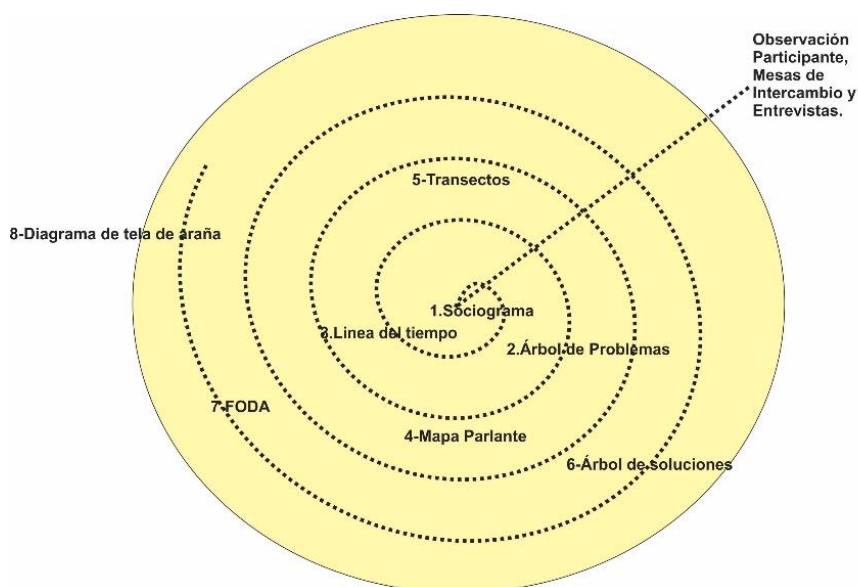 Observación
Participante,
Mesas de
Intercambio y
Entrevistas.
5-Transectos
8-Diagrama de tela de araña
1.Sociograma
3.Linea del tiempo
2.Árbol de Problemas
7-FODA
4-Mapa Parlante
6-Árbol de soluciones